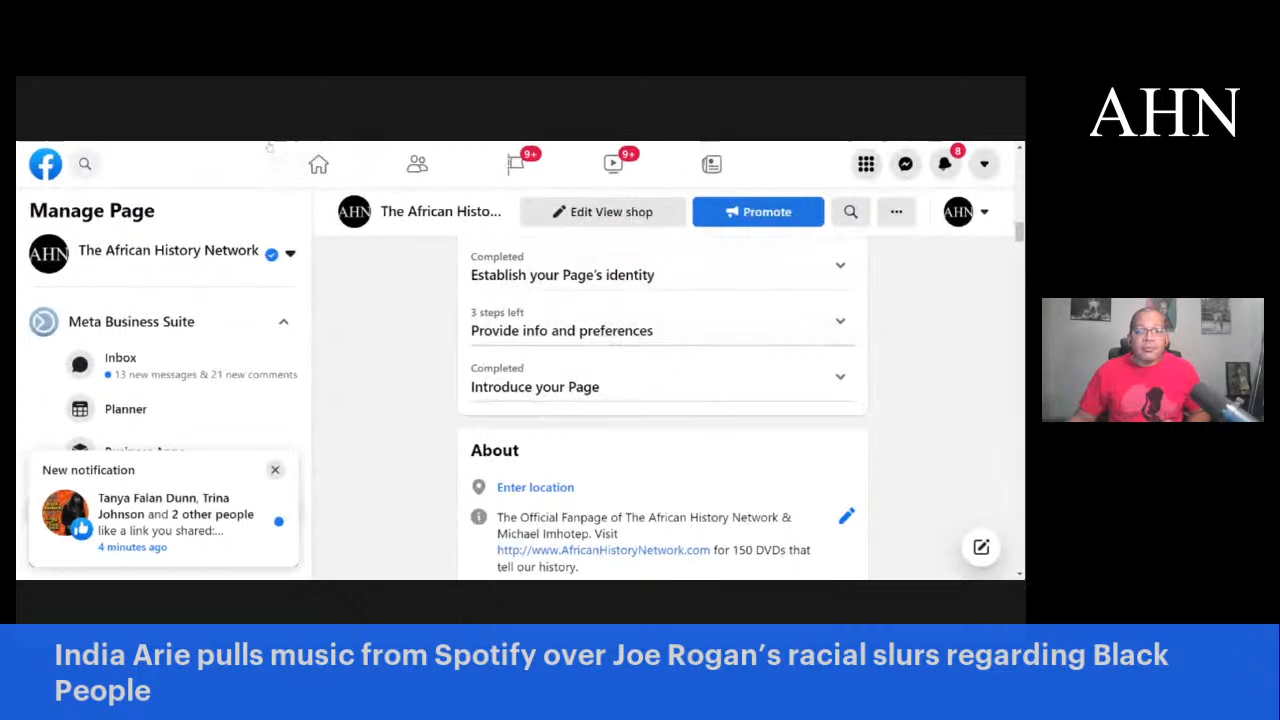 AHN
9+
9+
8
Manage Page
AHN
The African Histo...
Edit View shop
Promote
AHN
AHN
The African History Network
Meta Business Suite
Inbox
13 new messages & 21 new comments
Planner
Completed
Establish your Page's identity
3 steps left
Provide info and preferences
Completed
Introduce your Page
About
Enter location
The Official Fanpage of The African History Network &
Michael Imhotep. Visit
http://www.AfricanHistoryNetwork.com for 150 DVDs that
tell our history.
New notification
Tanya Falan Dunn, Trina
Johnson and 2 other people
like a link you shared:...
4 minutes ago
India Arie pulls music from Spotify over Joe Rogan's racial slurs regarding Black
People